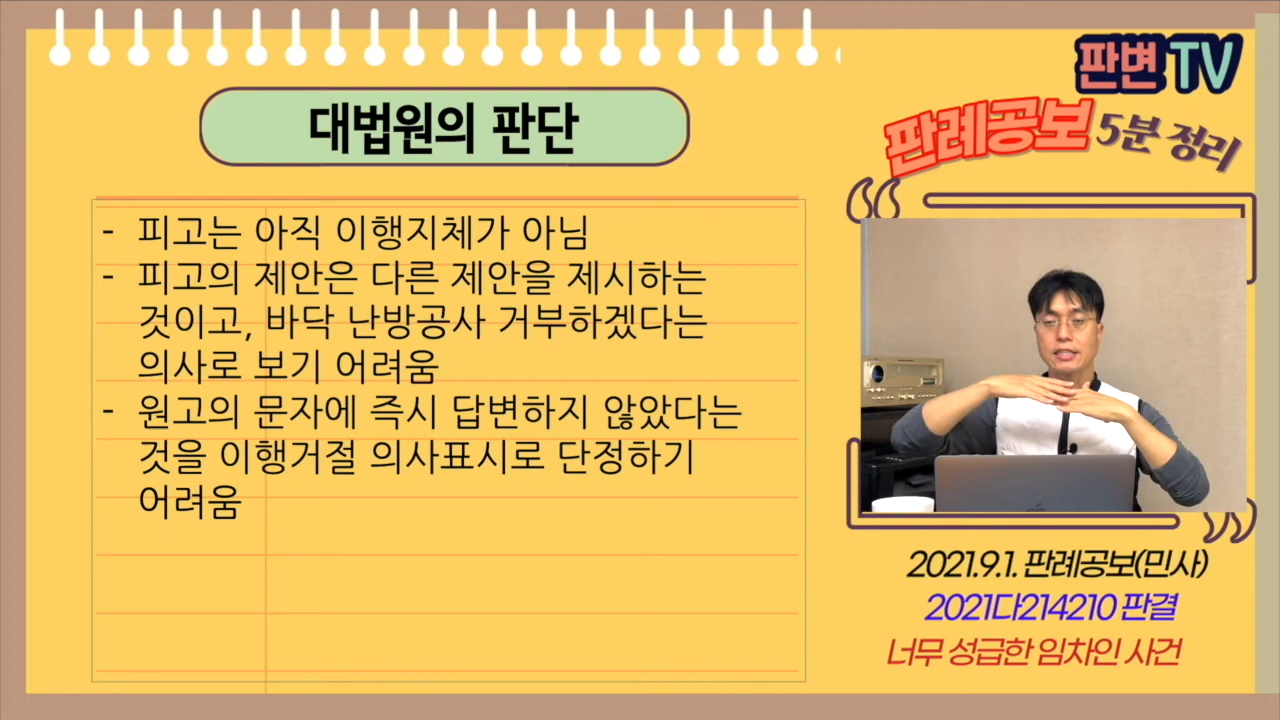 판변 TV
판례공보 5분 정리
대법원의 판단
- 피고는 아직 이행지체가 아님
- 피고의 제안은 다른 제안을 제시하는
것이고, 바닥 난방공사 거부하겠다는
의사로 보기 어려움
- 원고의 문자에 즉시 답변하지 않았다는
것을 이행거절 의사표시로 단정하기
어려움
2021.9.1. 판례공보(민사)
2021다214210 판결
너무 성급한 임차인 사건